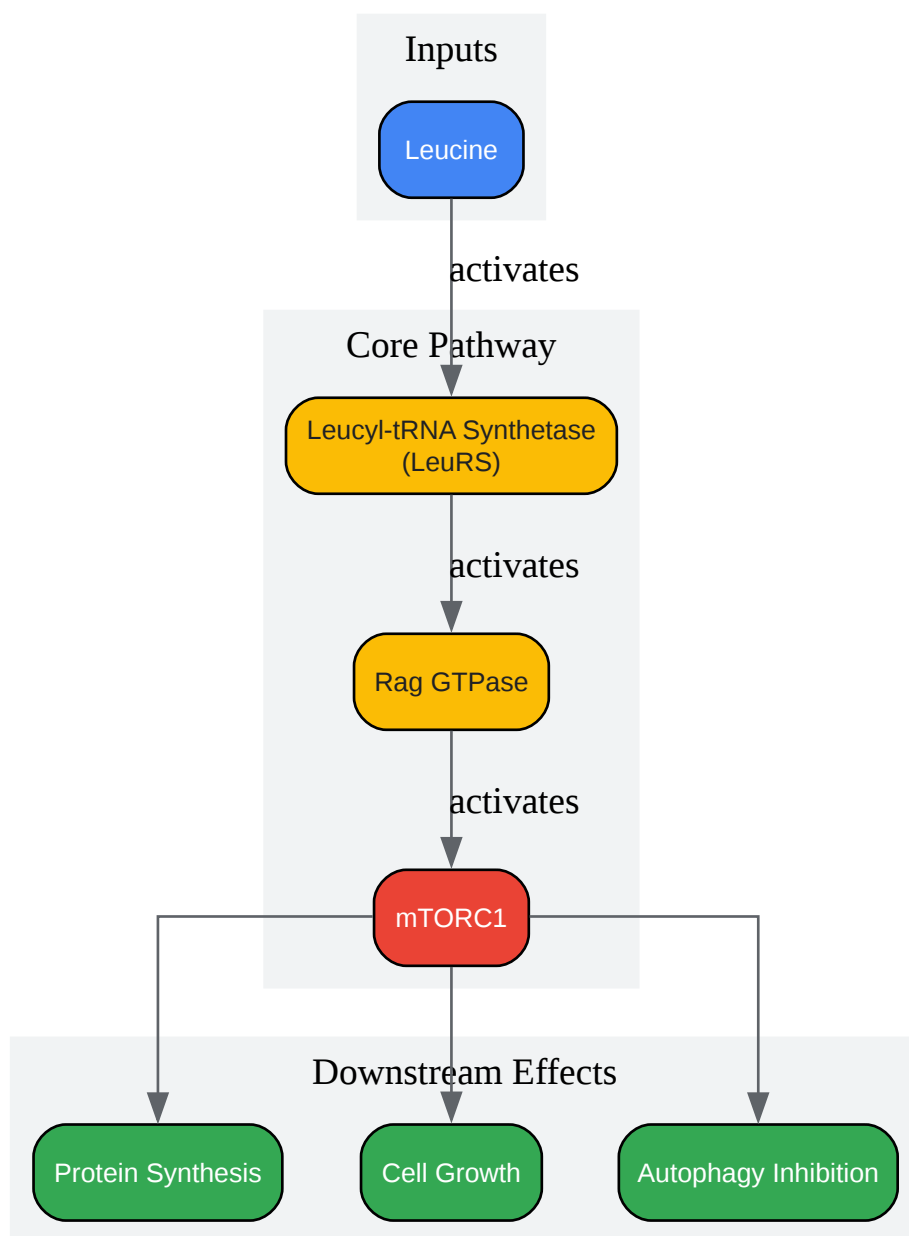 Inputs
Leucine
activates
Core Pathway
Leucyl-tRNA Synthetase
(LeuRS)
activates
Rag GTPase
activates
mTORC1
Downstream Effects
Protein Synthesis
Cell Growth
Autophagy Inhibition